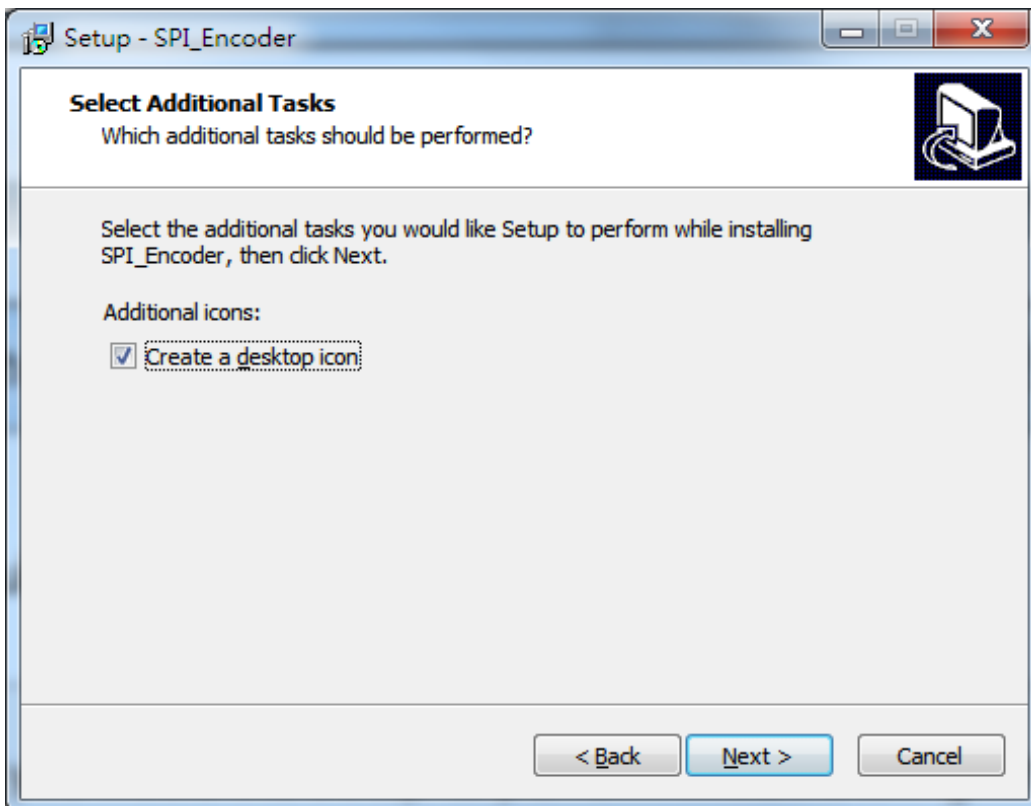 Setup - SPI_Encoder
Select Additional Tasks
Which additional tasks should be performed?
Select the additional tasks you would like Setup to perform while installing
SPI_Encoder, then click Next.
Additional icons:
Create a desktop icon
< Back Next > Cancel